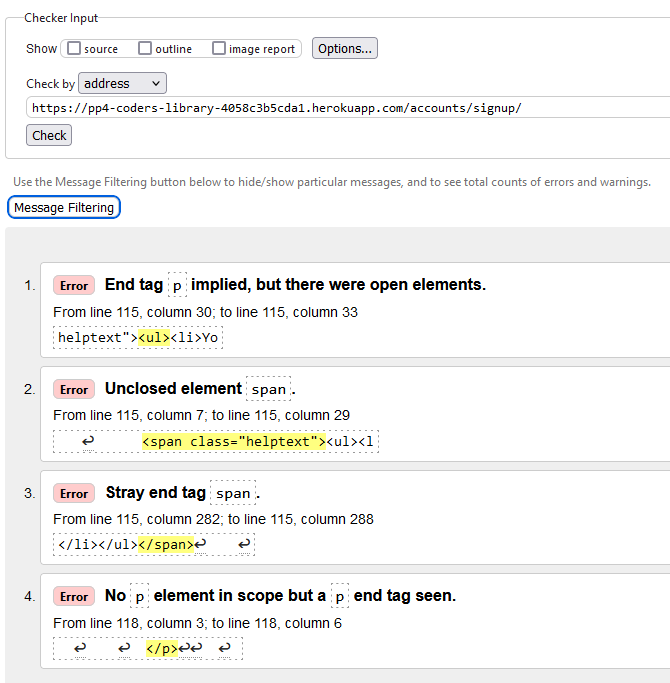 Checker Input
Show source outline image report Options...
Check by address
https://pp4-coders-library-4058c3b5cda1.herokuapp.com/accounts/signup/
Check
Use the Message Filtering button below to hide/show particular messages, and to see total counts of errors and warnings.
Message Filtering
1. Error End tag p implied, but there were open elements.
From line 115, column 30; to line 115, column 33
helptext"><ul><li>Yo
2. Error Unclosed element span.
From line 115, column 7; to line 115, column 29
↩ <span class="helptext"><ul><l
3. Error Stray end tag span.
From line 115, column 282; to line 115, column 288
</li></ul></span>↩ ↩
4. Error No p element in scope but a p end tag seen.
From line 118, column 3; to line 118, column 6
↩ ↩ </p>↩↩ ↩